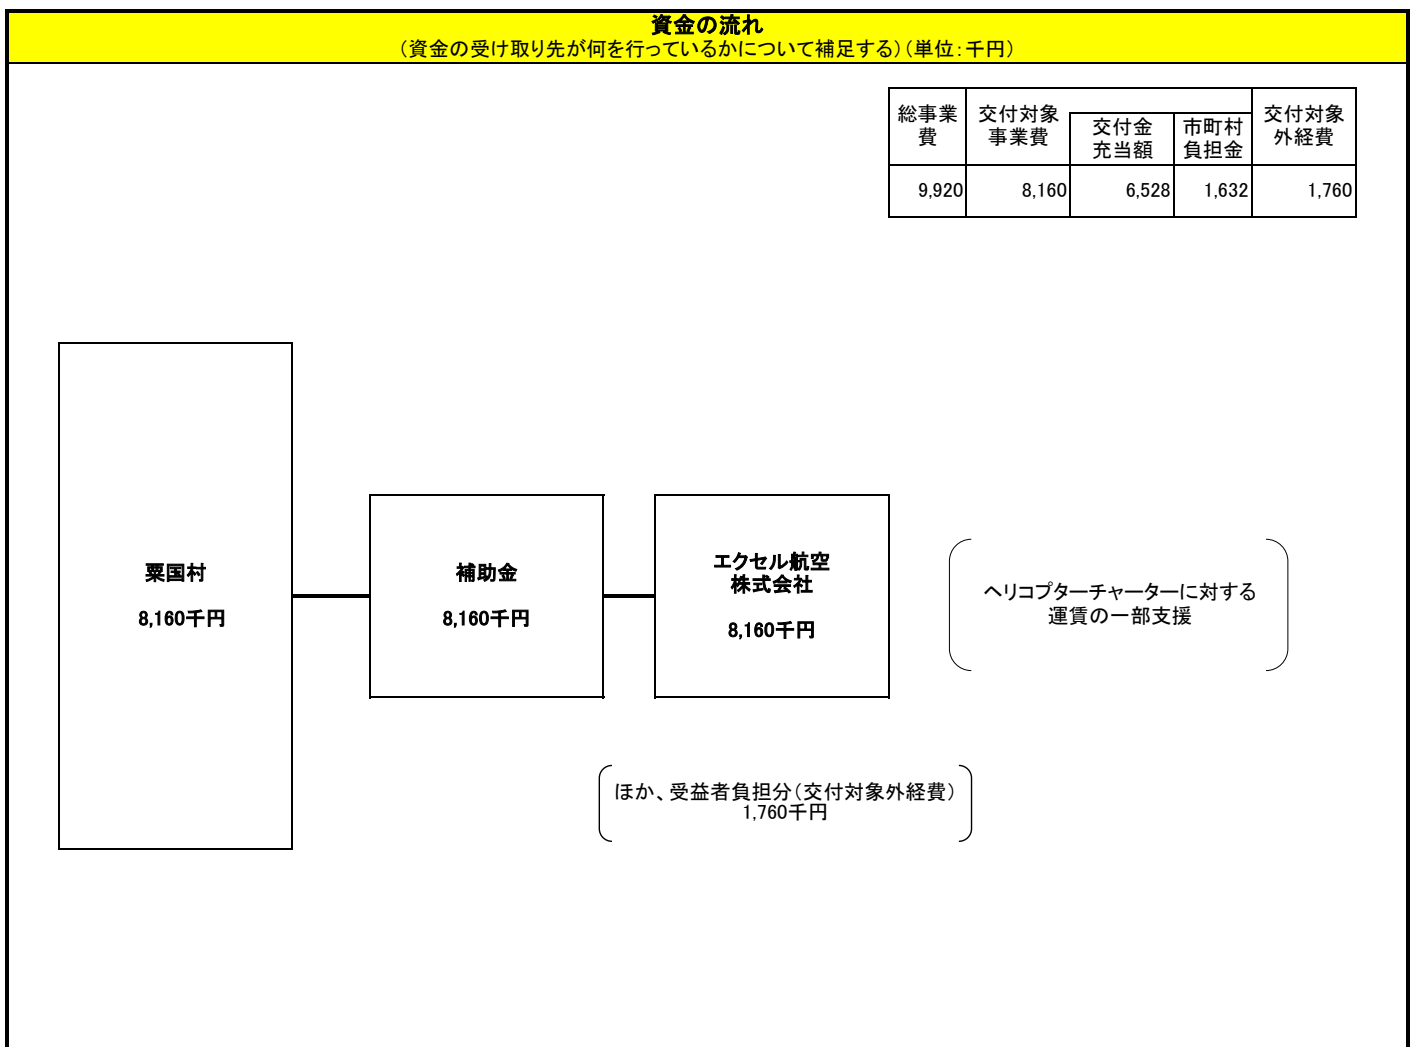 資金の流れ
（資金の受け取り先が何を行っているかについて補足する）（単位：千円）
総事業
費
交付対象
事業費
交付金
充当額
市町村
負担金
交付対象
外経費
9,920 8,160 6,528 1,632 1,760
粟国村
8,160千円
補助金
8,160千円
エクセル航空
株式会社
8,160千円
ヘリコプターチャーターに対する
運賃の一部支援
ほか、受益者負担分（交付対象外経費）
1,760千円